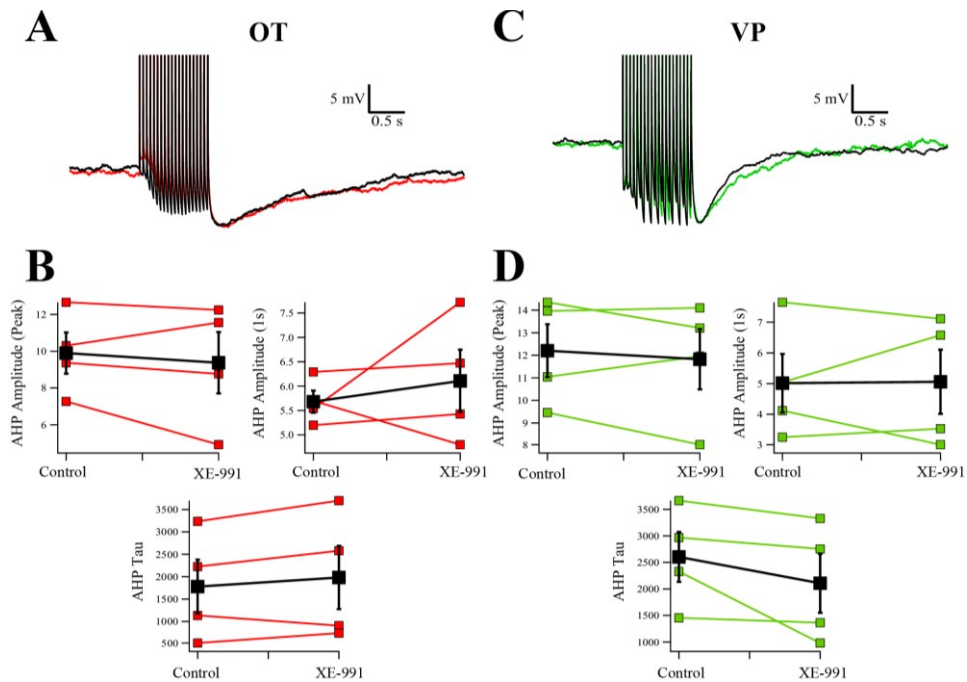 A OT
5 mV
0.5 s
C VP
5 mV
0.5 s
B
AHP Amplitude (Peak)
12
10
8
6
Control XE-991
AHP Amplitude (1s)
7.5
7.0
6.5
6.0
5.5
5.0
Control XE-991
AHP Tau
3500
3000
2500
2000
1500
1000
500
Control XE-991
D
AHP Amplitude (Peak)
14
13
12
11
10
9
8
Control XE-991
AHP Amplitude (1s)
7
6
5
4
3
Control XE-991
AHP Tau
3500
3000
2500
2000
1500
1000
Control XE-991